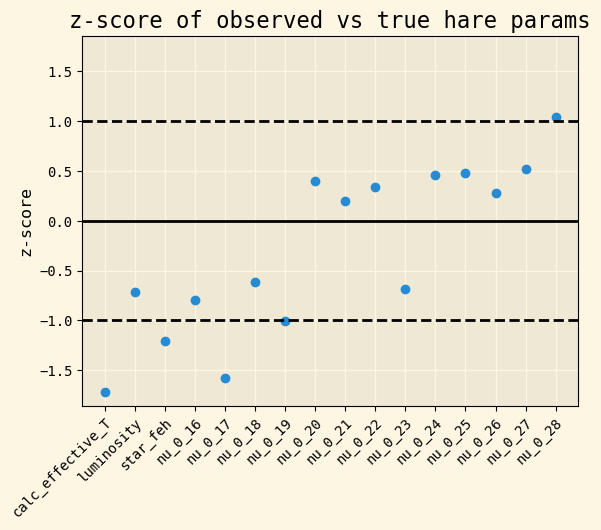 z-score of observed vs true hare params
z-score
1.5
1.0
0.5
0.0
−0.5
−1.0
−1.5
calc_effective_T
luminosity
star_feh
nu_0_16
nu_0_17
nu_0_18
nu_0_19
nu_0_20
nu_0_21
nu_0_22
nu_0_23
nu_0_24
nu_0_25
nu_0_26
nu_0_27
nu_0_28